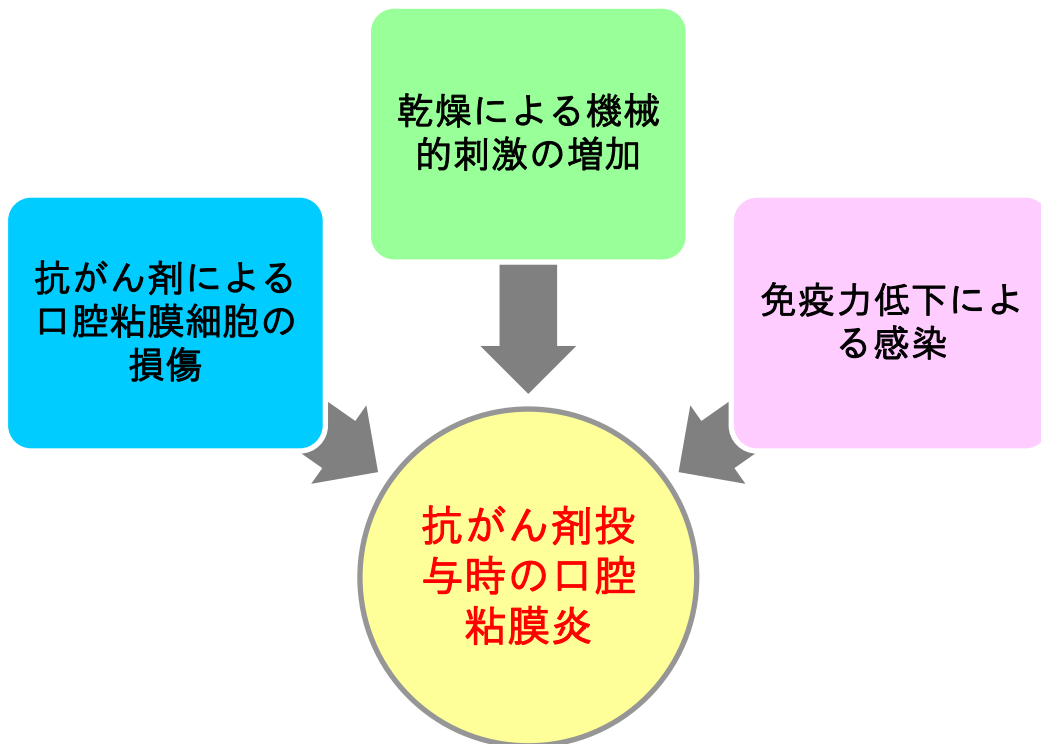 乾燥による機械
的刺激の増加
抗がん剤による
口腔粘膜細胞の
損傷
免疫力低下によ
る感染
抗がん剤投
与時の口腔
粘膜炎